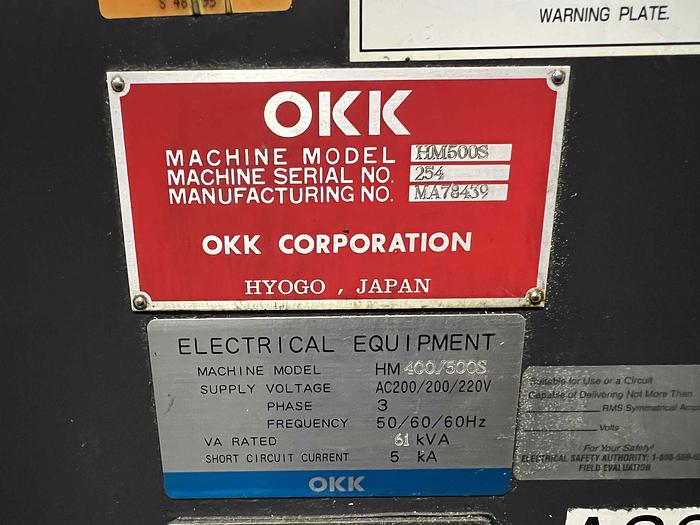 WARNING PLATE.
OKK
MACHINE MODEL HM500S
MACHINE SERIAL NO. 254
MANUFACTURING NO. MA78439
OKK CORPORATION
HYOGO , JAPAN
ELECTRICAL EQUIPMENT
MACHINE MODEL HM 400/500S
SUPPLY VOLTAGE AC200/200/220V
PHASE 3
FREQUENCY 50/60/60Hz
VA RATED 61 kVA
SHORT CIRCUIT CURRENT 5 kA
OKK
Suitable for Use or a Circuit
Capable of Delivering Not More Than
RMS Symmetrical
Volts
For Your Safety!
ELECTRICAL SAFETY AUTHORITY:
FIELD EVALUATION